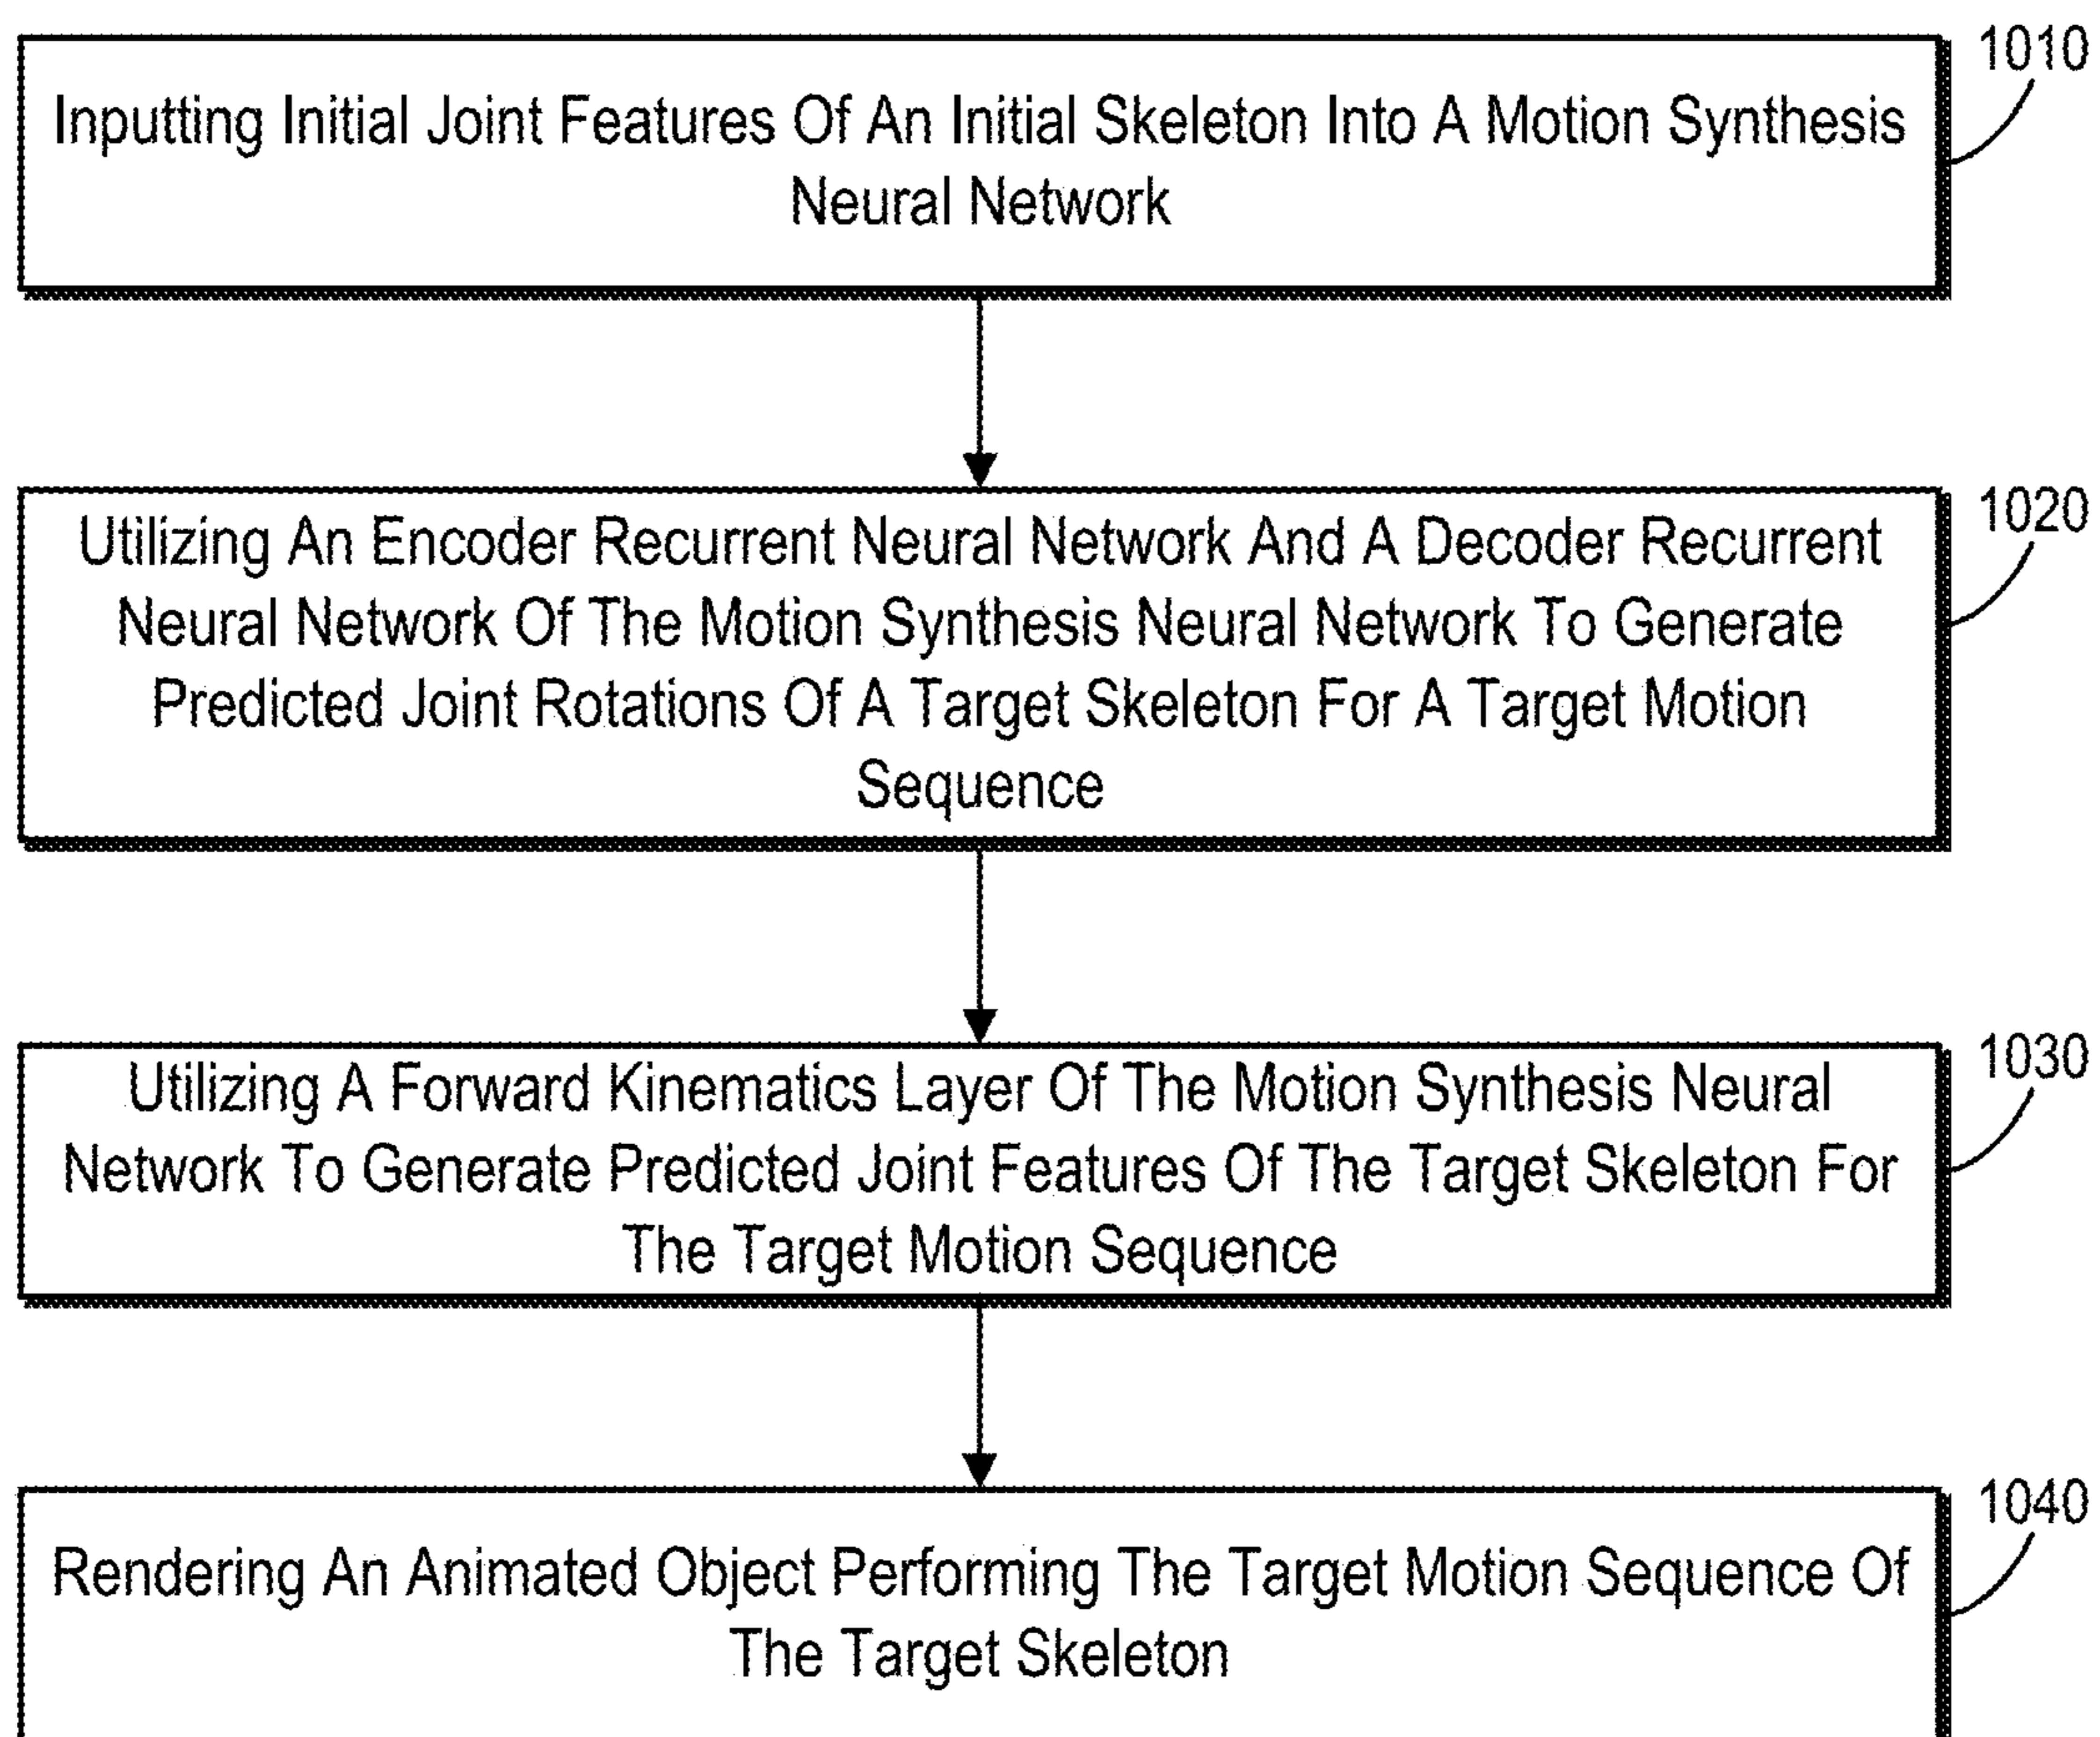 1010
Inputting Initial Joint Features Of An Initial Skeleton Into A Motion Synthesis
Neural Network
1020
Utilizing An Encoder Recurrent Neural Network And A Decoder Recurrent
Neural Network Of The Motion Synthesis Neural Network To Generate
Predicted Joint Rotations Of A Target Skeleton For A Target Motion
Sequence
1030
Utilizing A Forward Kinematics Layer Of The Motion Synthesis Neural
Network To Generate Predicted Joint Features Of The Target Skeleton For
The Target Motion Sequence
1040
Rendering An Animated Object Performing The Target Motion Sequence Of
The Target Skeleton